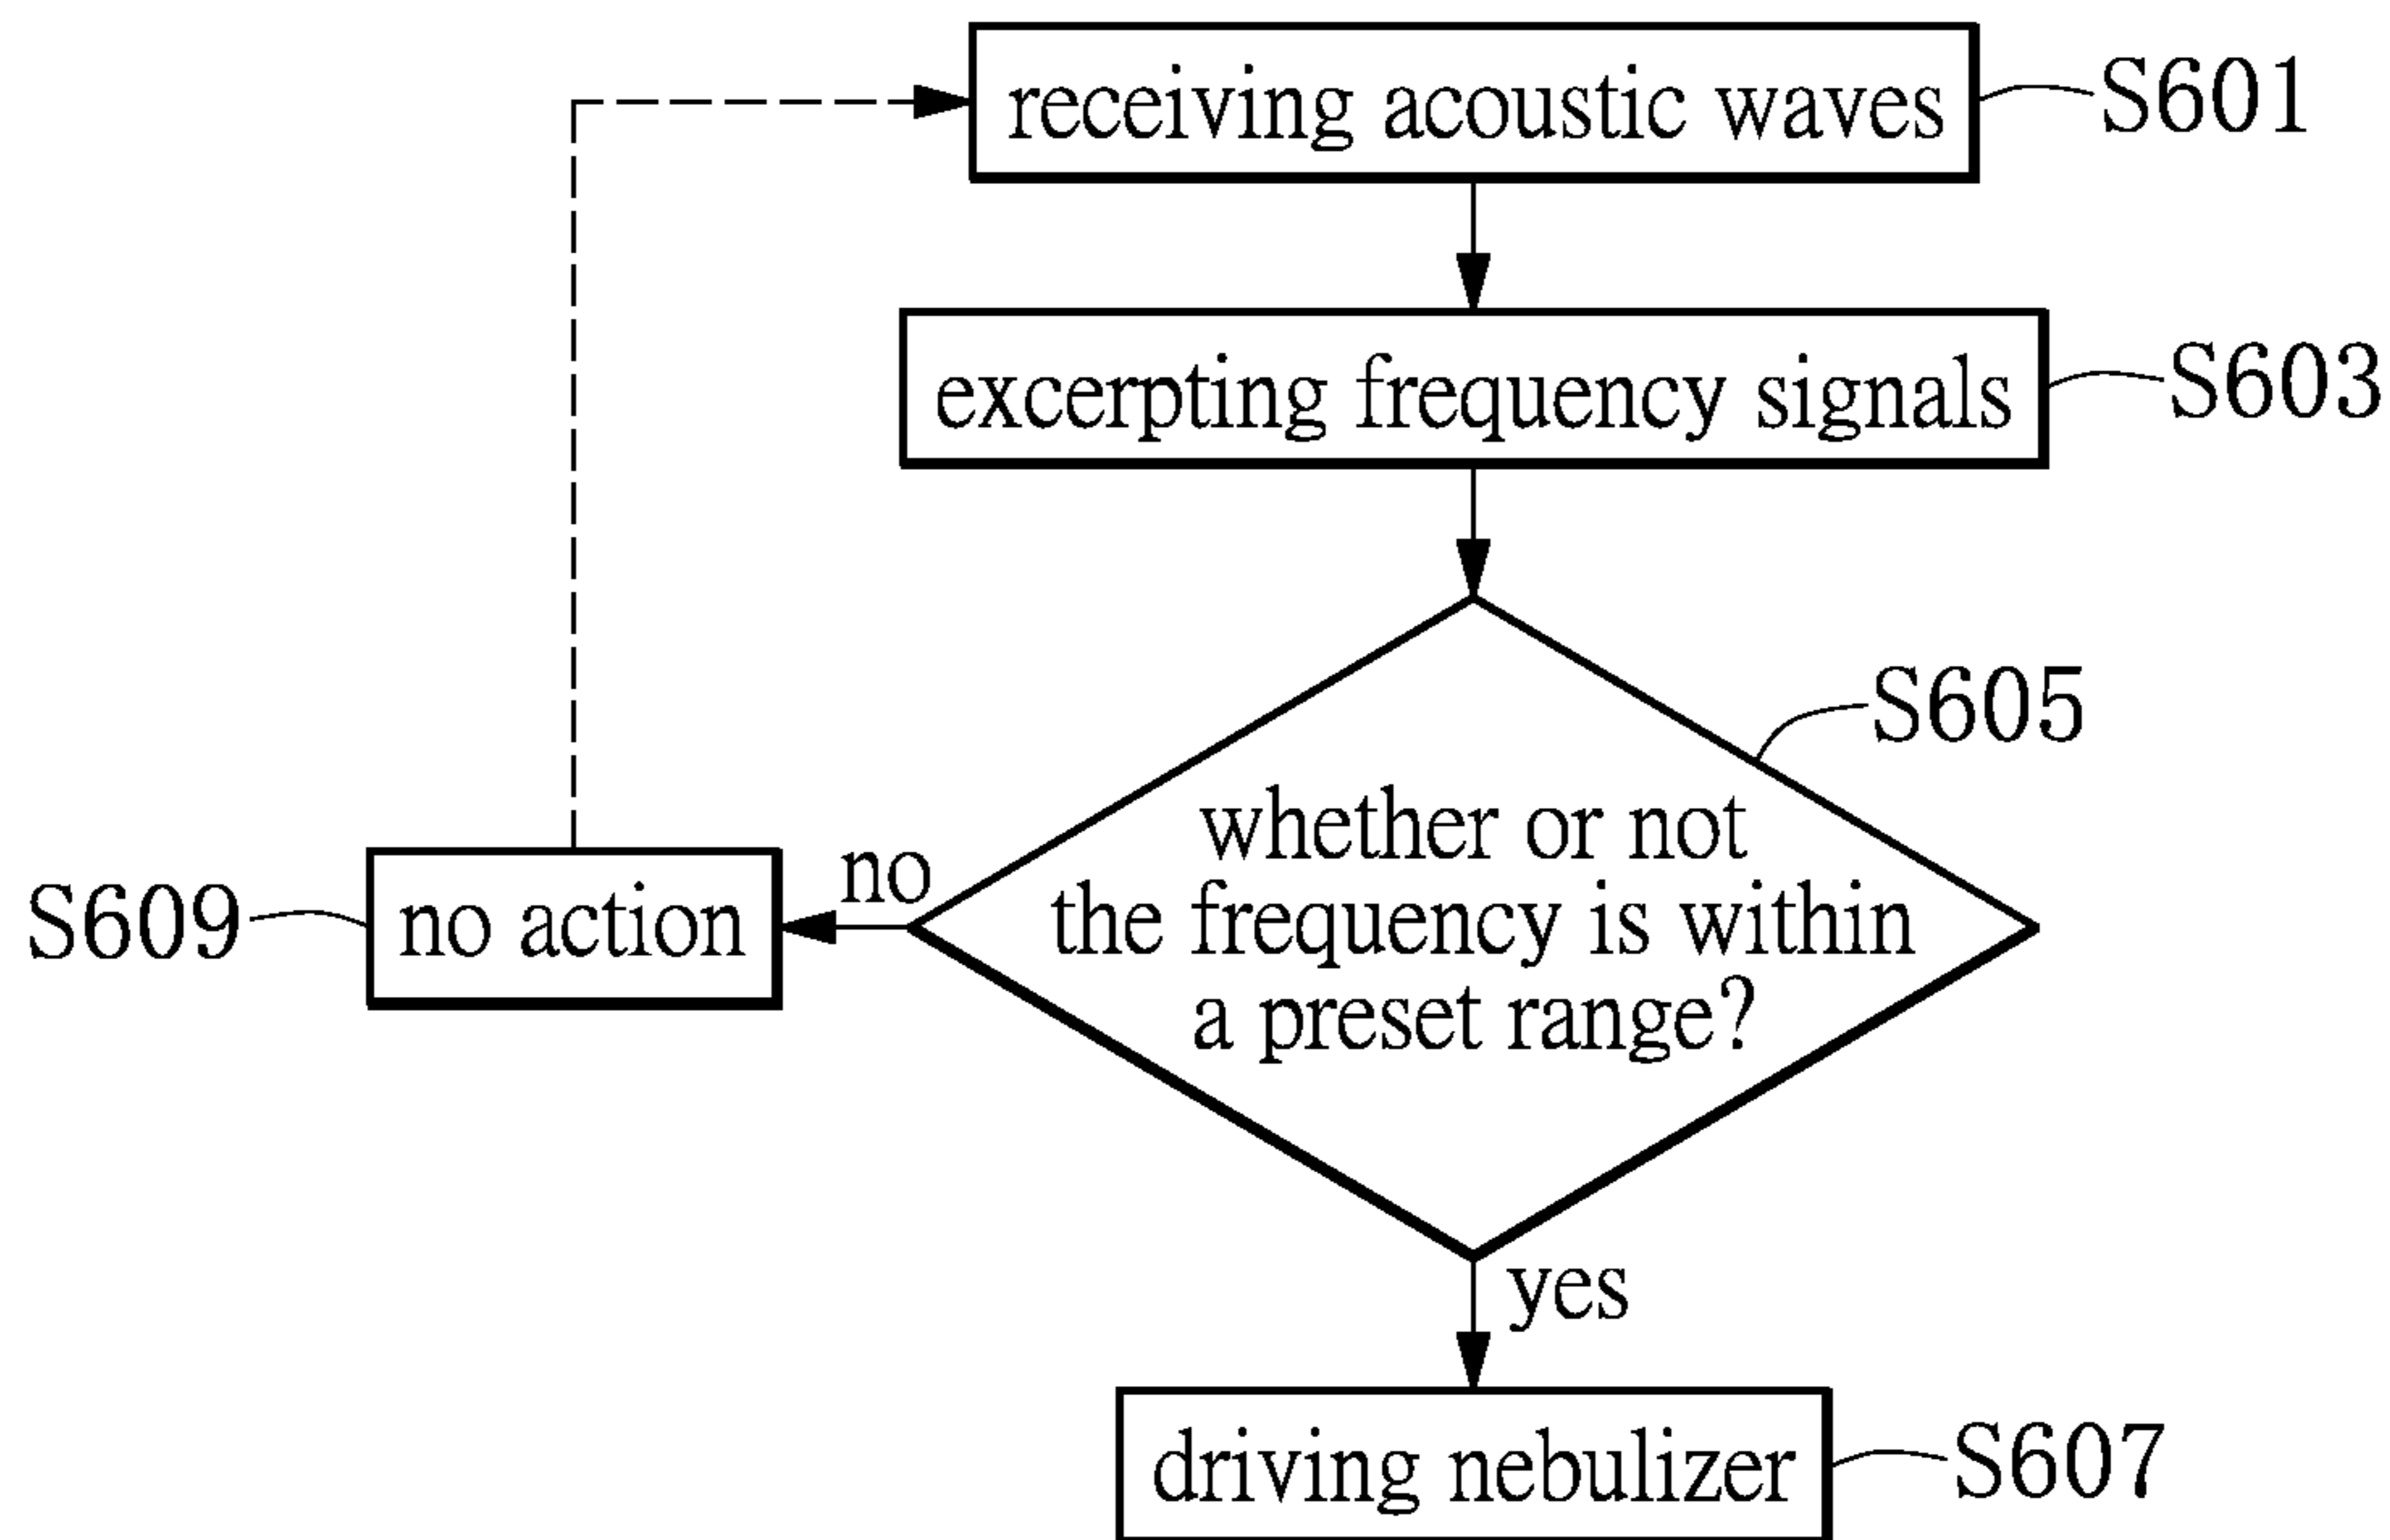 receiving acoustic waves
S601
excerpting frequency signals
S603
S605
whether or not
the frequency is within
a preset range?
no
no action
S609
yes
driving nebulizer
S607